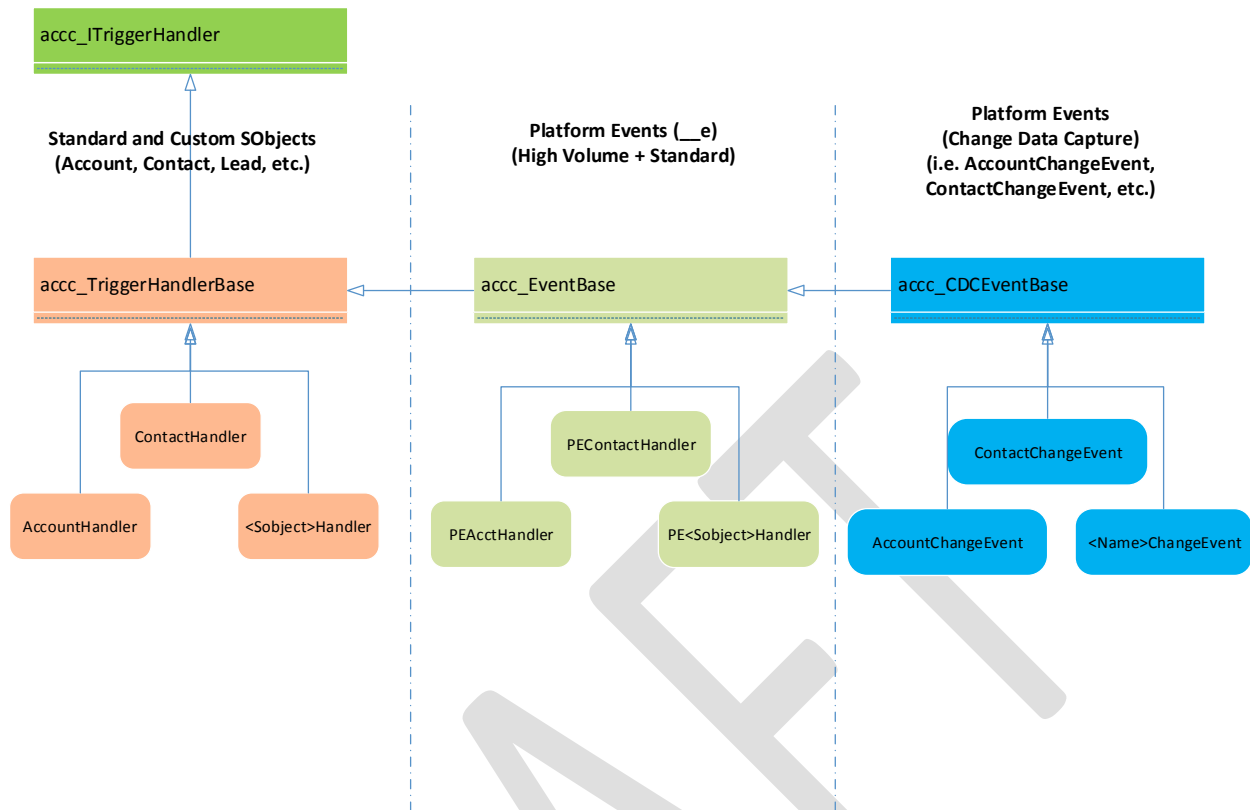 accc_ITriggerHandler
Standard and Custom SObjects
(Account, Contact, Lead, etc.)
Platform Events (__e)
(High Volume + Standard)
Platform Events
(Change Data Capture)
(i.e. AccountChangeEvent,
ContactChangeEvent, etc.)
accc_TriggerHandlerBase
accc_EventBase
accc_CDCEventBase
ContactHandler
PEContactHandler
ContactChangeEvent
AccountHandler
<Sobject>Handler
PEAcctHandler
PE<Sobject>Handler
AccountChangeEvent
<Name>ChangeEvent